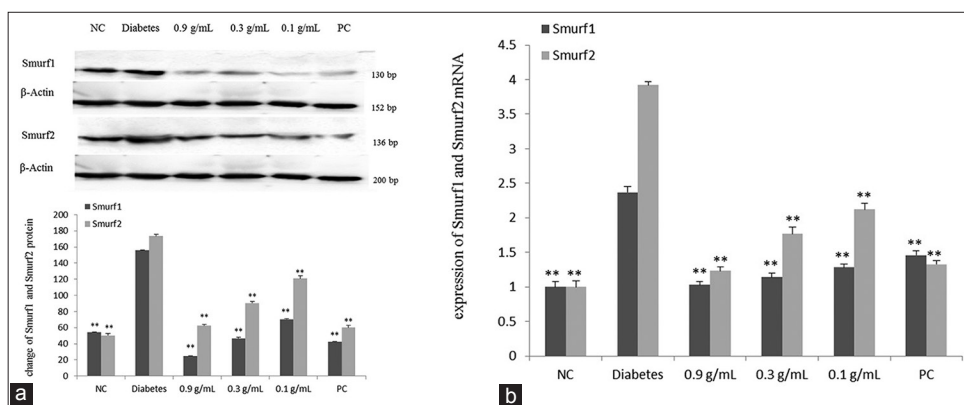 NC Diabetes 0.9 g/mL 0.3 g/mL 0.1 g/mL PC
Smurf1
130 bp
β-Actin
152 bp
Smurf2
136 bp
β-Actin
200 bp
change of Smurf1 and Smurf2 protein
Smurf1
Smurf2
200
180
160
140
120
100
80
60
40
20
0
** ** ** ** ** ** ** ** ** **
NC Diabetes 0.9 g/mL 0.3 g/mL 0.1 g/mL PC
a
expression of Smurf1 and Smurf2 mRNA
Smurf1
Smurf2
4.5
4
3.5
3
2.5
2
1.5
1
0.5
0
** ** ** ** ** ** ** ** ** **
NC Diabetes 0.9 g/mL 0.3 g/mL 0.1 g/mL PC
b